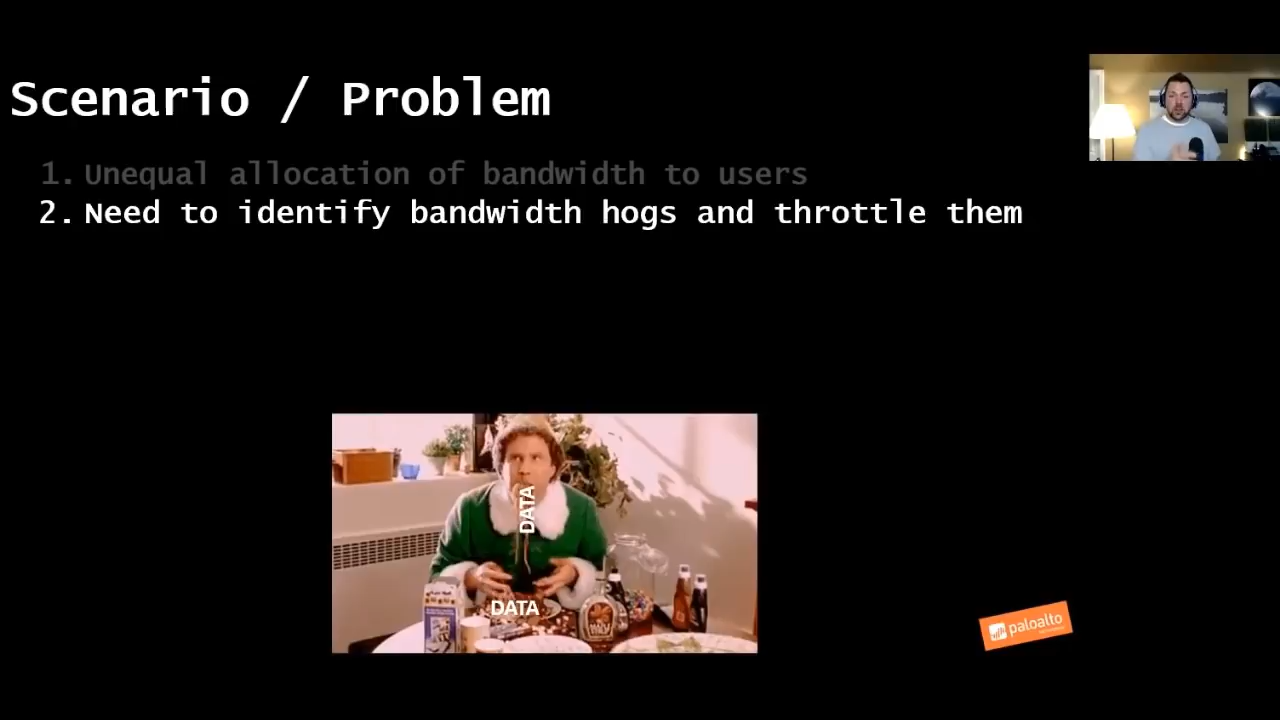 Scenario / Problem
1. Unequal allocation of bandwidth to users
2. Need to identify bandwidth hogs and throttle them
DATA
DATA
paloalto